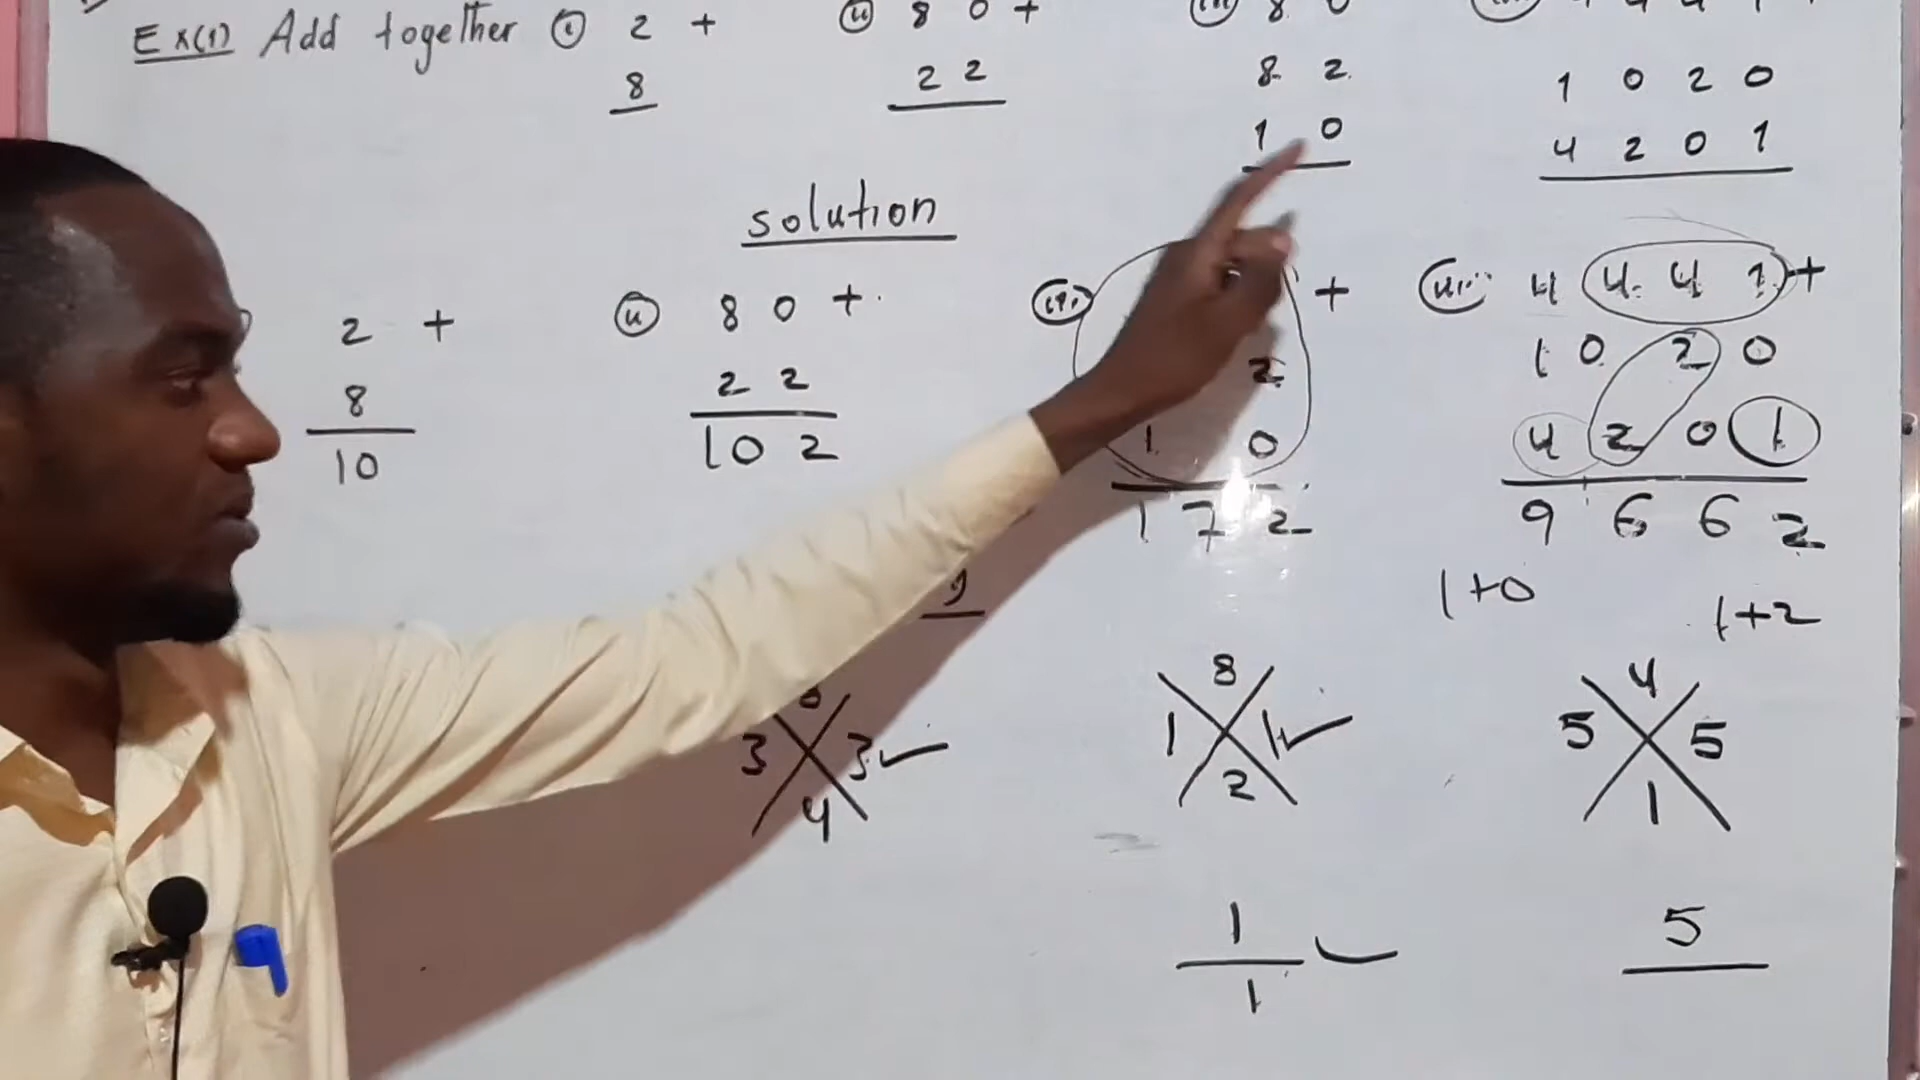 Ex(1) Add together (i) 2 + (ii) 8 0 + (iii) 8 0
8 2 2 8 2 1 0 2 0
1 0 4 2 0 1
solution
2 + (ii) 8 0 + + 4 4 4 1 +
8 2 2 2 1 0 2 0
10 10 2 1 0 4 2 0 1
1 7 2 9 6 6 2
1+0 1+2
8 4
3 3 1 1 5 5
4 2 1
1 5
1